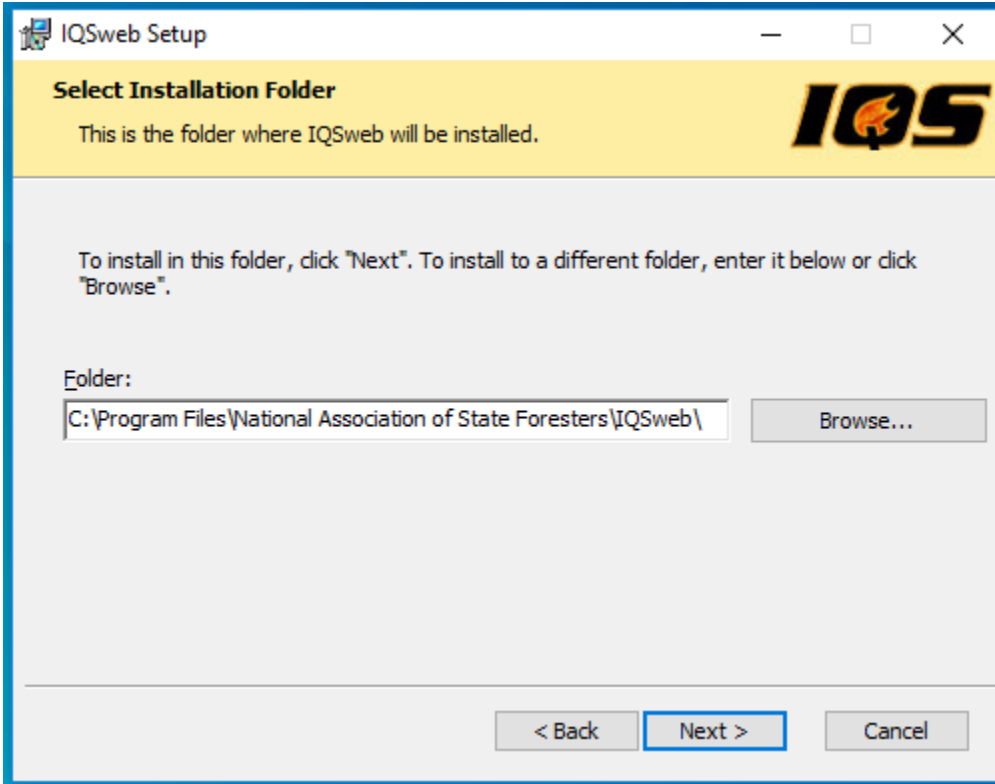 IQSweb Setup
Select Installation Folder
This is the folder where IQSweb will be installed.
IQS
To install in this folder, click "Next". To install to a different folder, enter it below or click
"Browse".
Folder:
C:\Program Files\National Association of State Foresters\IQSweb\
Browse...
< Back
Next >
Cancel